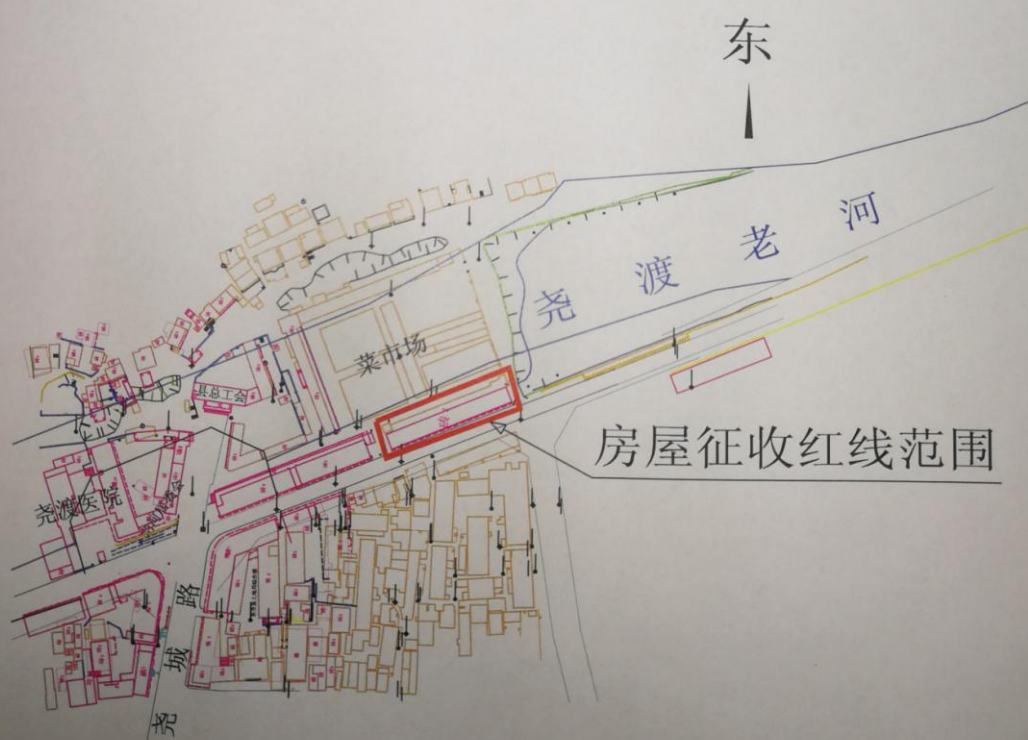 东
尧渡老河
菜市场
县总工会
房屋征收红线范围
尧渡医院
尧城路